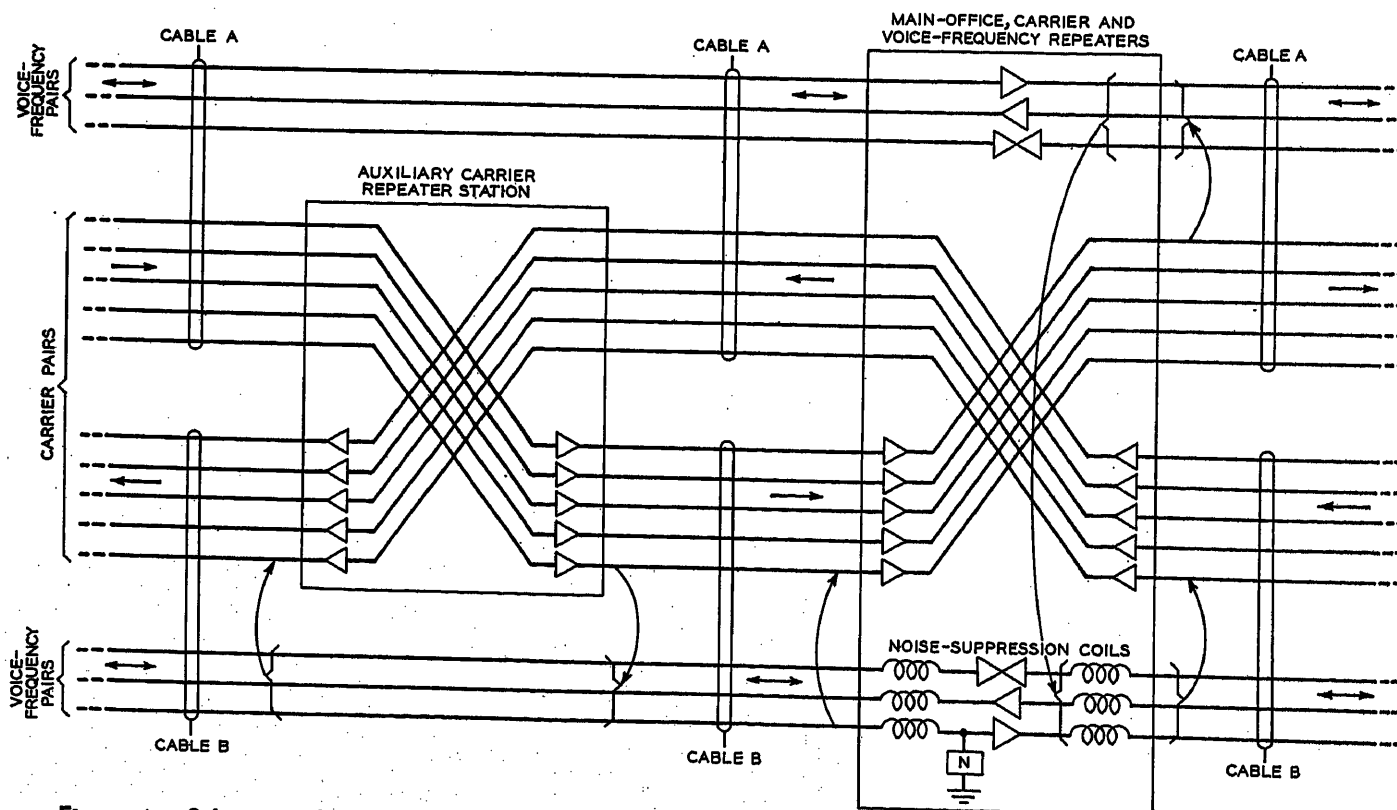 MAIN-OFFICE, CARRIER AND
VOICE-FREQUENCY REPEATERS
CABLE A
CABLE A
CABLE A
VOICE-
FREQUENCY
PAIRS
AUXILIARY CARRIER
REPEATER STATION
CARRIER PAIRS
VOICE-
FREQUENCY
PAIRS
NOISE-SUPPRESSION COILS
N
CABLE B
CABLE B
CABLE B